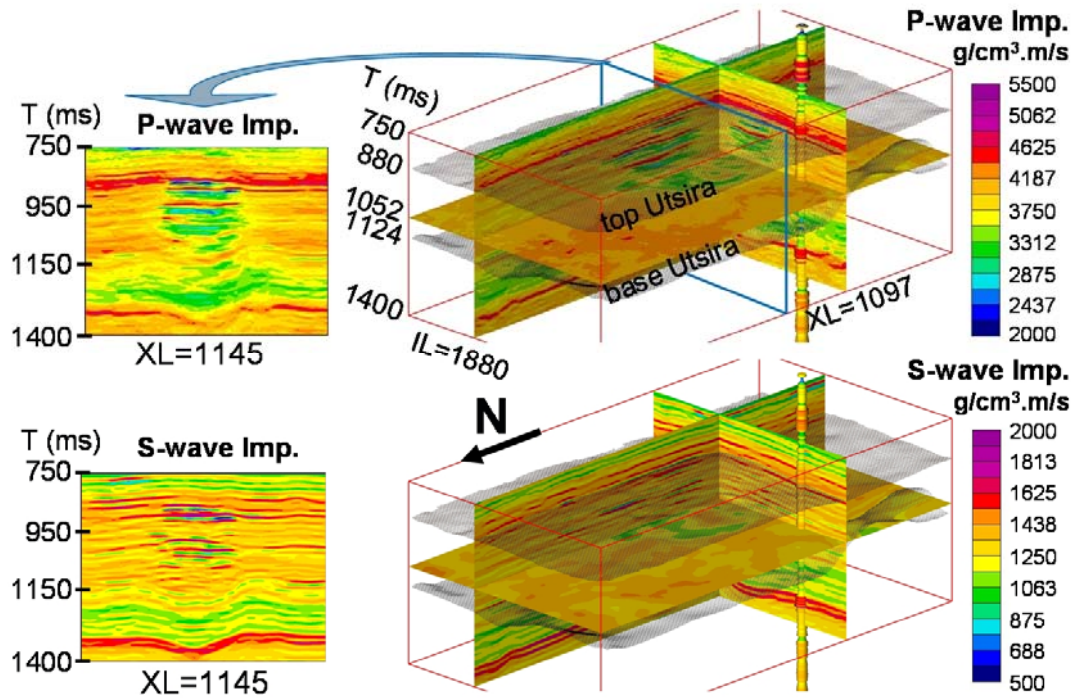 P-wave Imp.
g/cm³.m/s
5500
5062
4625
4187
3750
3312
2875
2437
2000
T (ms)
P-wave Imp.
750
950
1150
1400
XL=1145
T (ms)
750
880
1052
1124
1400
top Utsira
base Utsira
IL=1880
XL=1097
S-wave Imp.
g/cm³.m/s
2000
1813
1625
1438
1250
1063
875
688
500
T (ms)
S-wave Imp.
750
950
1150
1400
XL=1145
N